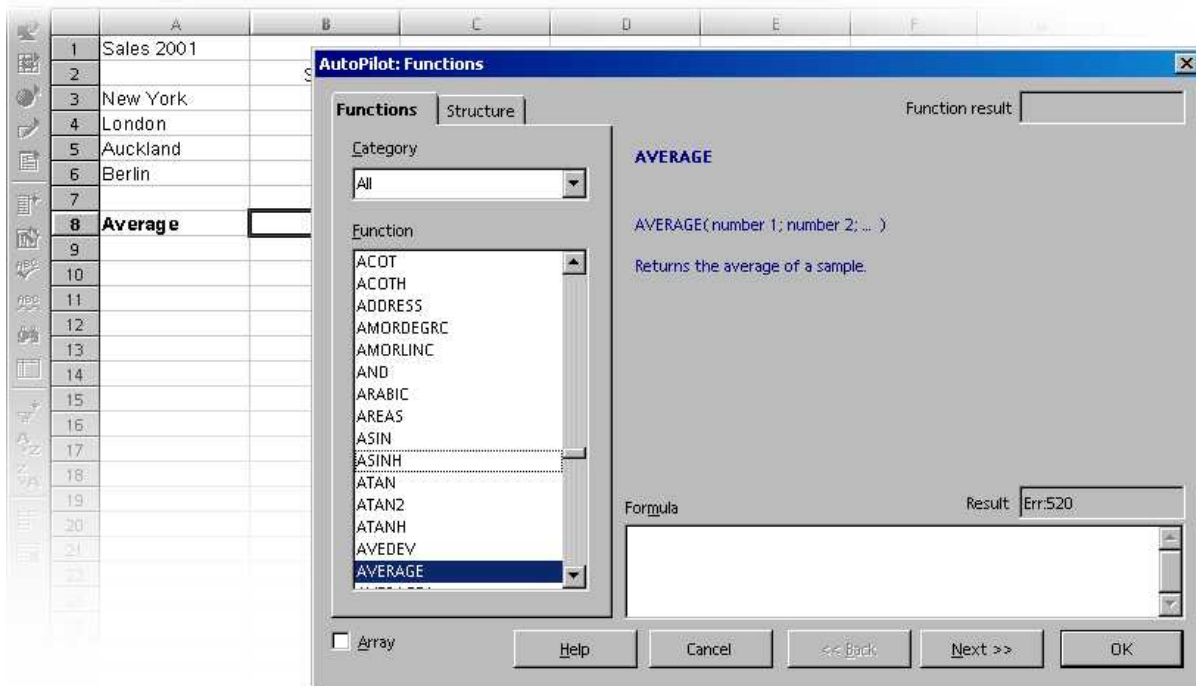 A B C D E F
1 Sales 2001
2 S
3 New York
4 London
5 Auckland
6 Berlin
7
8 Average
9
10
11
12
13
14
15
16
17
18
19
20
21
22
AutoPilot: Functions
Functions Structure
Function result
Category
All
Function
ACOT
ACOTH
ADDRESS
AMORDEGRC
AMORLINC
AND
ARABIC
AREAS
ASIN
ASINH
ATAN
ATAN2
ATANH
AVEDEV
AVERAGE
AVERAGE
AVERAGE(number 1; number 2; ... )
Returns the average of a sample.
Formula
Result Err:520
Array
Help Cancel << Back Next >> OK